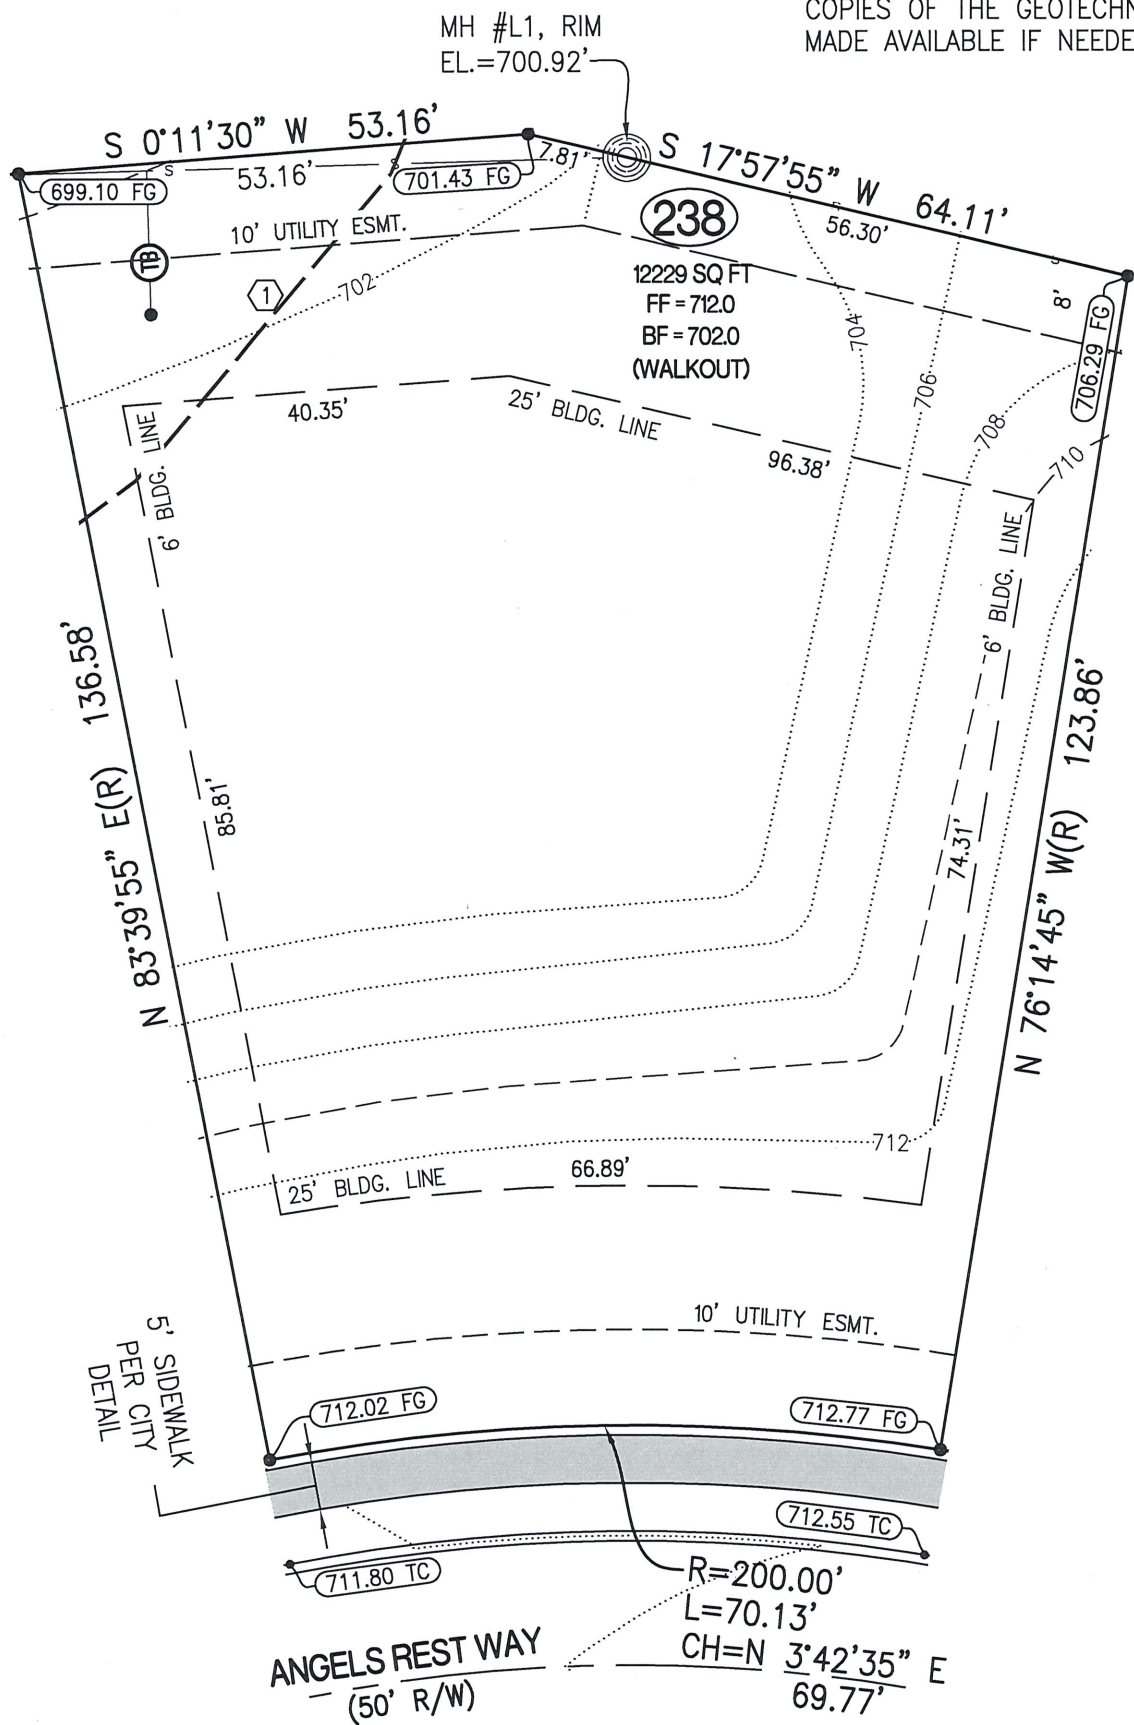 COPIES OF THE GEOTECHN
MADE AVAILABLE IF NEEDE
MH #L1, RIM
EL.=700.92'
S 0°11'30" W 53.16'
53.16'
S
S
7.81'
S 17°57'55" W 64.11'
56.30'
699.10 FG
701.43 FG
238
12229 SQ FT
FF = 712.0
BF = 702.0
(WALKOUT)
10' UTILITY ESMT.
TB
1
702
704
706
708
710
8'
706.29 FG
40.35'
25' BLDG. LINE
96.38'
6' BLDG. LINE
6' BLDG. LINE
N 83°39'55" E(R) 136.58'
85.81'
74.31'
N 76°14'45" W(R) 123.86'
712
25' BLDG. LINE
66.89'
10' UTILITY ESMT.
5' SIDEWALK
PER CITY
DETAIL
712.02 FG
712.77 FG
712.55 TC
711.80 TC
R=200.00'
L=70.13'
CH=N 3°42'35" E
69.77'
ANGELS REST WAY
(50' R/W)